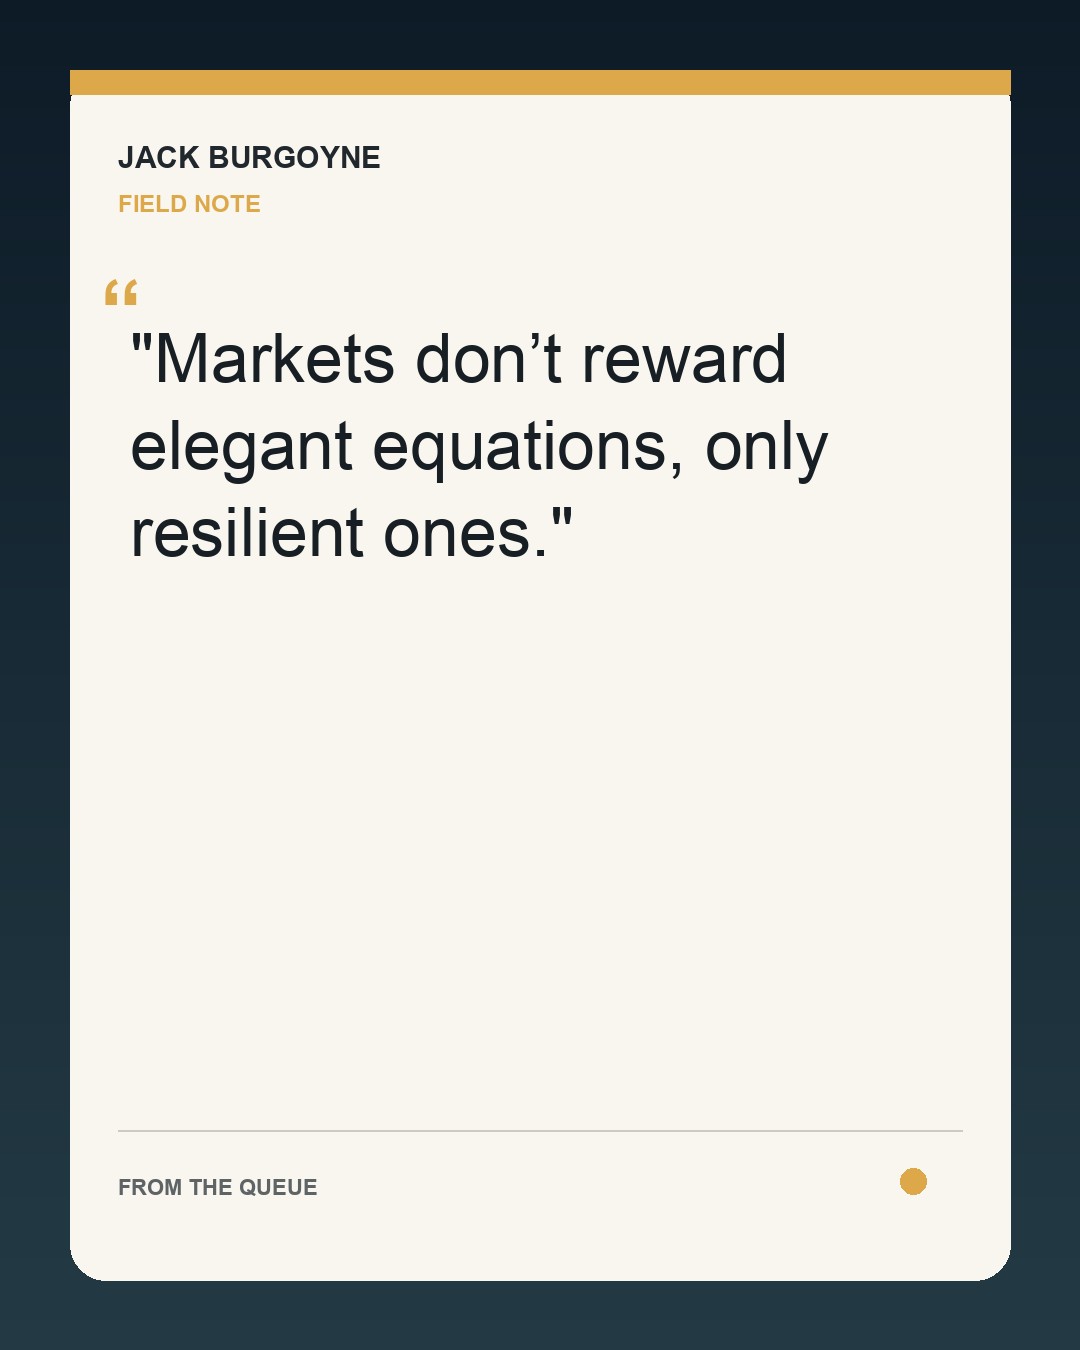 JACK BURGOYNE
FIELD NOTE
“
"Markets don’t reward
elegant equations, only
resilient ones."
FROM THE QUEUE